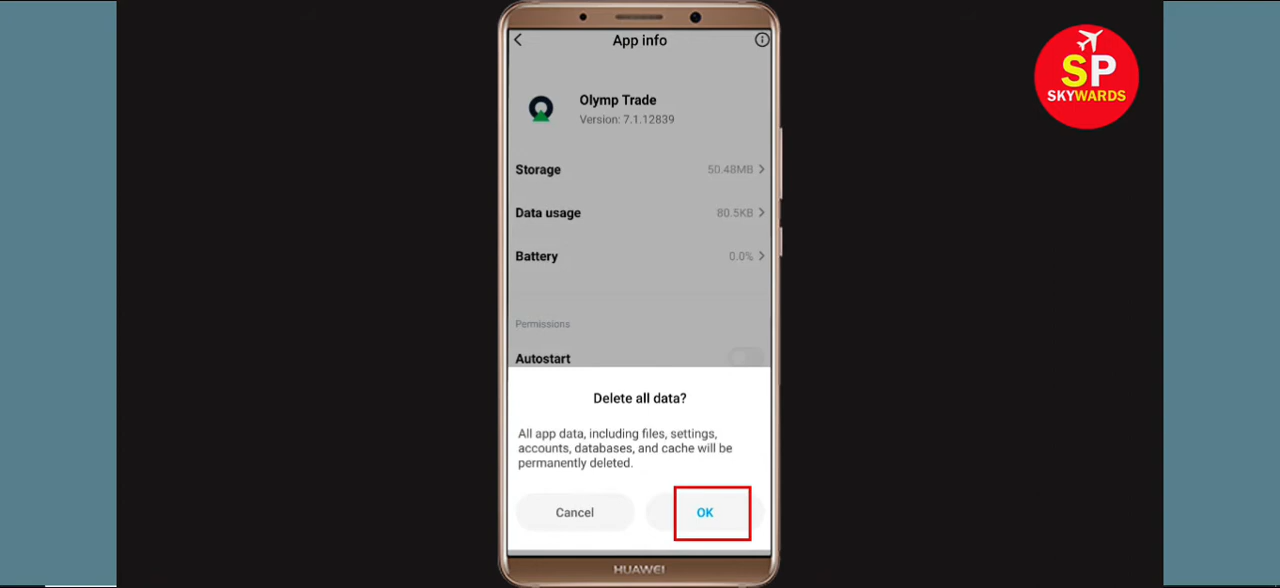 App info
SP
SKYWARDS
Olymp Trade
Version: 7.1.12839
Storage 50.48MB
Data usage 80.5KB
Battery 0.0%
Permissions
Autostart
Delete all data?
All app data, including files, settings,
accounts, databases, and cache will be
permanently deleted.
Cancel OK
HUAWEI